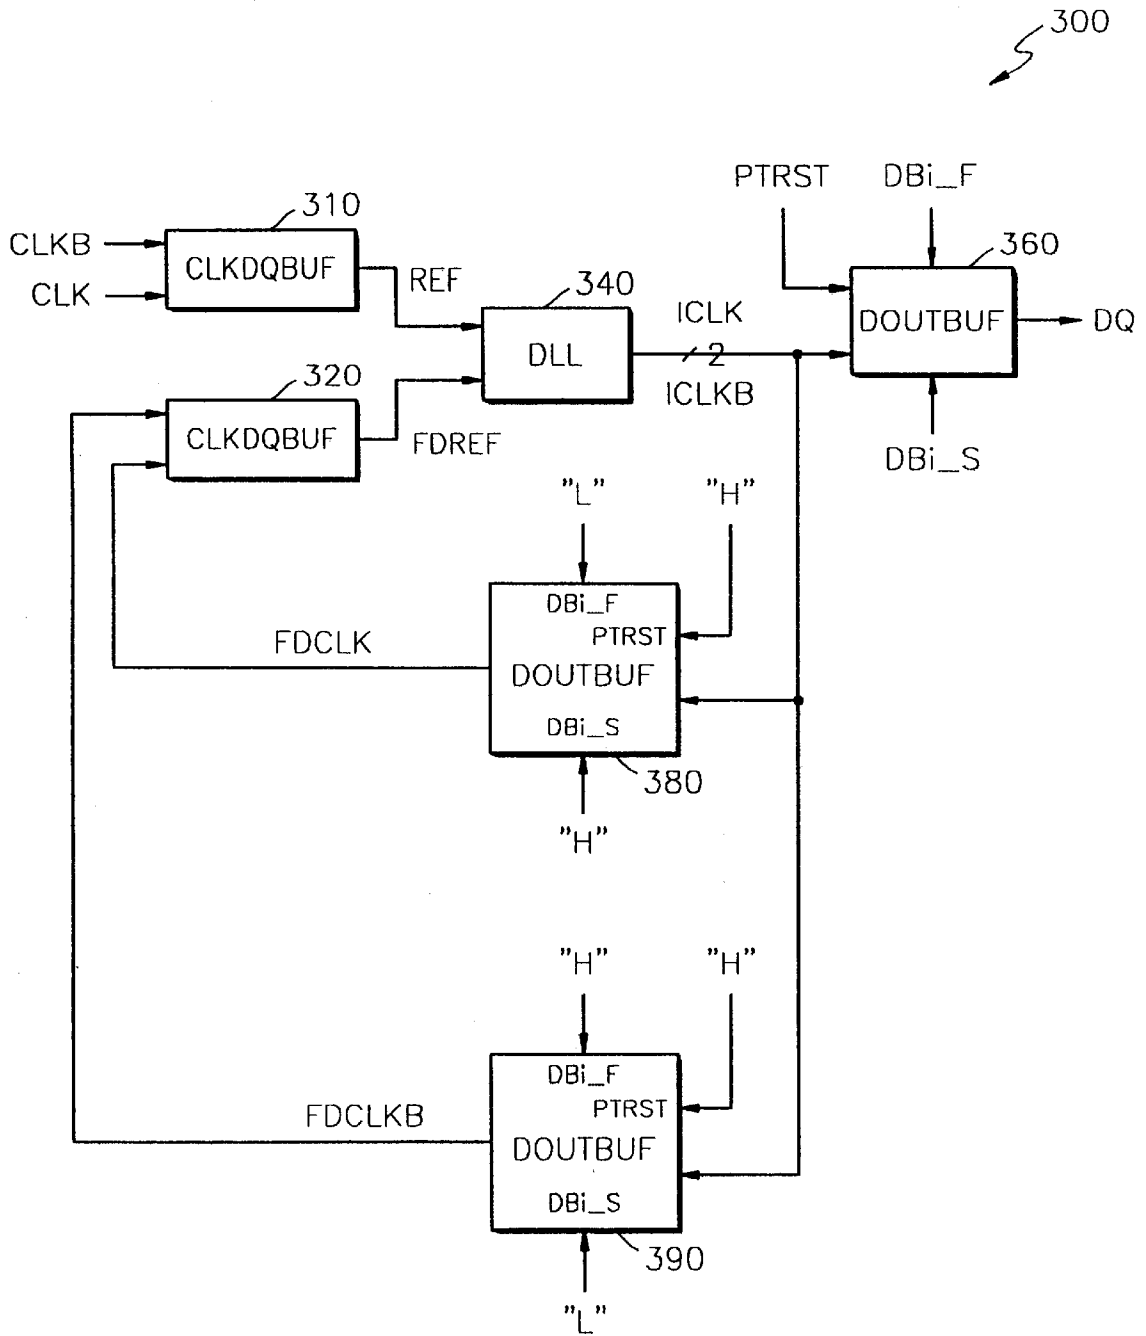 300
PTRST
DBi_F
310
CLKB
CLK
CLKDQBUF
REF
340
DLL
ICLK
2
ICLKB
360
DOUTBUF
DQ
DBi_S
320
CLKDQBUF
FDREF
"L"
"H"
DBi_F
PTRST
DOUTBUF
DBi_S
FDCLK
380
"H"
"H"
"H"
DBi_F
PTRST
DOUTBUF
DBi_S
FDCLKB
390
"L"